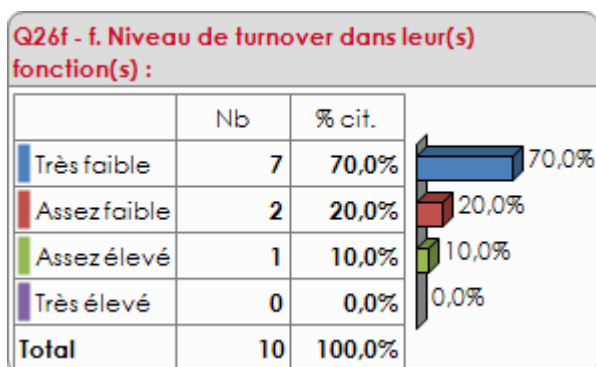 Q26f - f. Niveau de turnover dans leur(s)
fonction(s) :
Nb % cit.
Très faible 7 70,0% 70,0%
Assez faible 2 20,0% 20,0%
Assez élevé 1 10,0% 10,0%
Très élevé 0 0,0% 0,0%
Total 10 100,0%